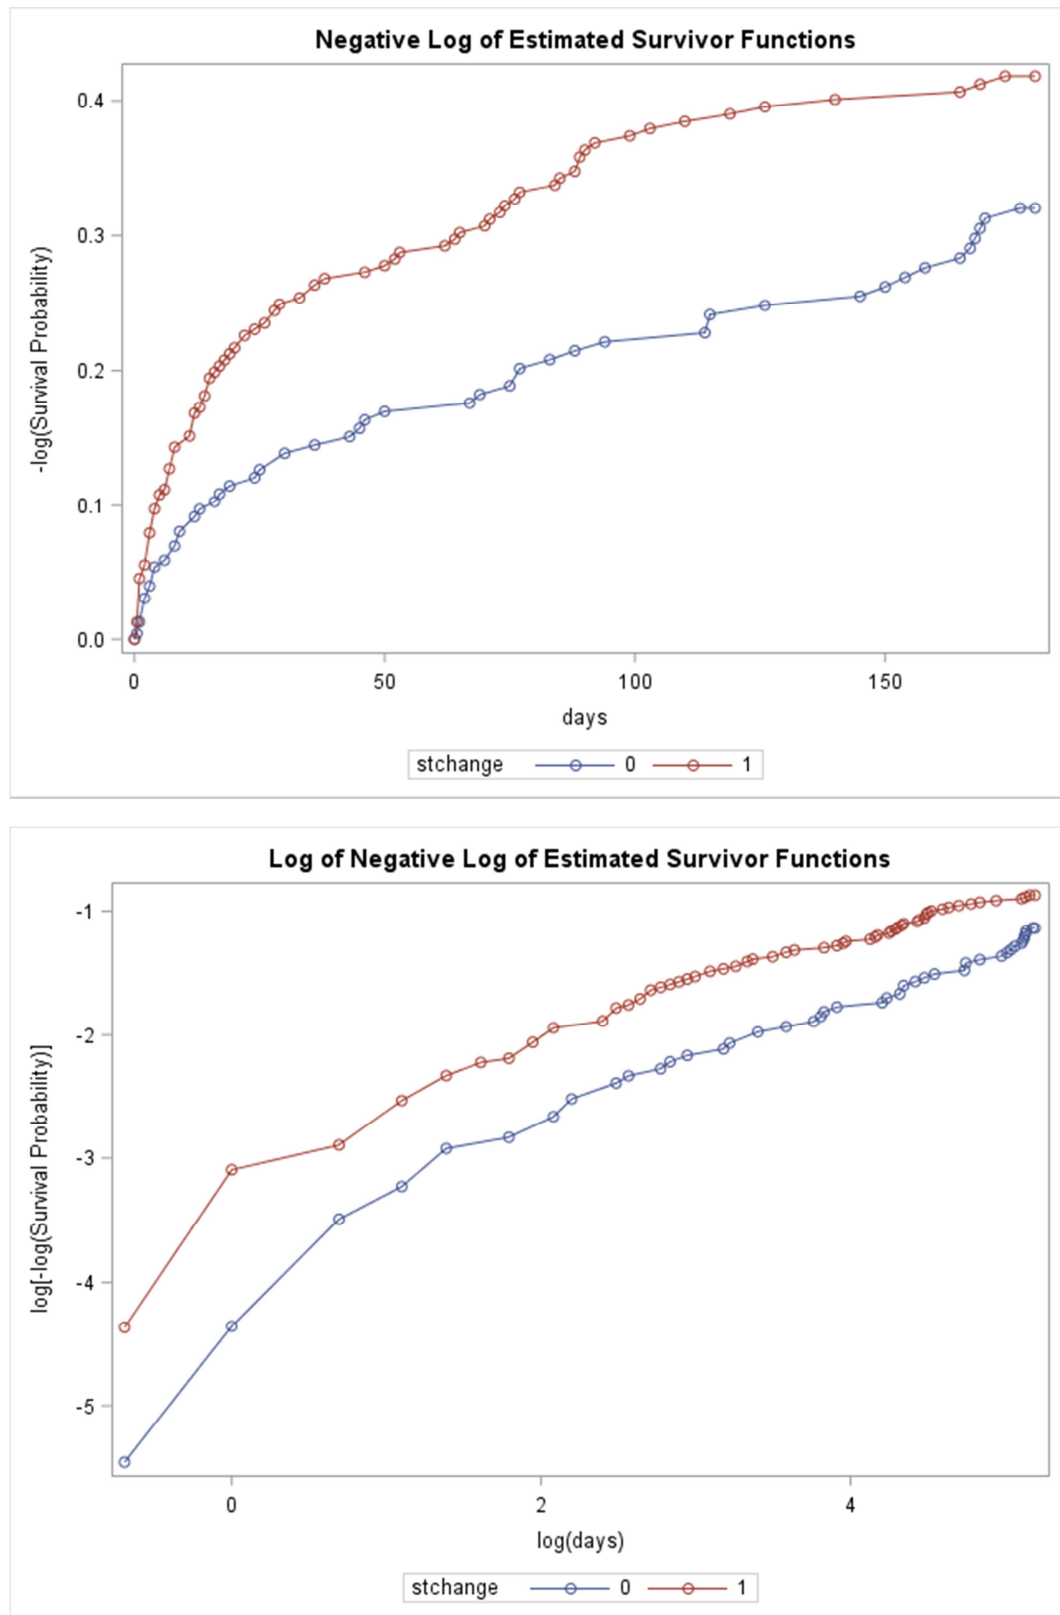 Negative Log of Estimated Survivor Functions
0.4
0.3
0.2
0.1
0.0
-log(Survival Probability)
0 50 100 150
days
stchange 0 1
Log of Negative Log of Estimated Survivor Functions
-1
-2
-3
-4
-5
log[-log(Survival Probability)]
0 2 4
log(days)
stchange 0 1